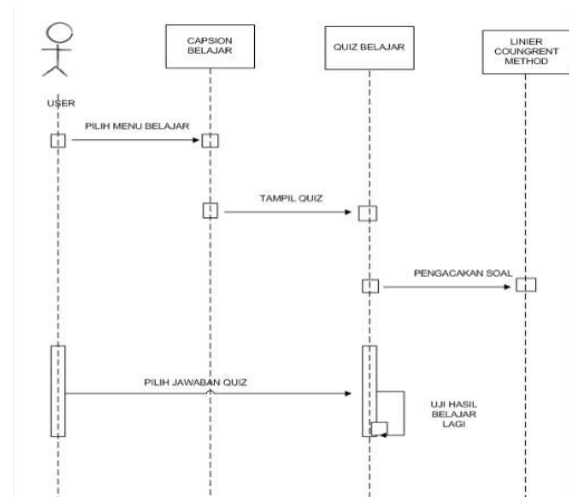 CAPSION
BELAJAR
QUIZ BELAJAR
LINIER
COUNGRENT
METHOD
USER
PILIH MENU BELAJAR
TAMPIL QUIZ
PENGACAKAN SOAL
PILIH JAWABAN QUIZ
UJI HASIL
BELAJAR
LAGI